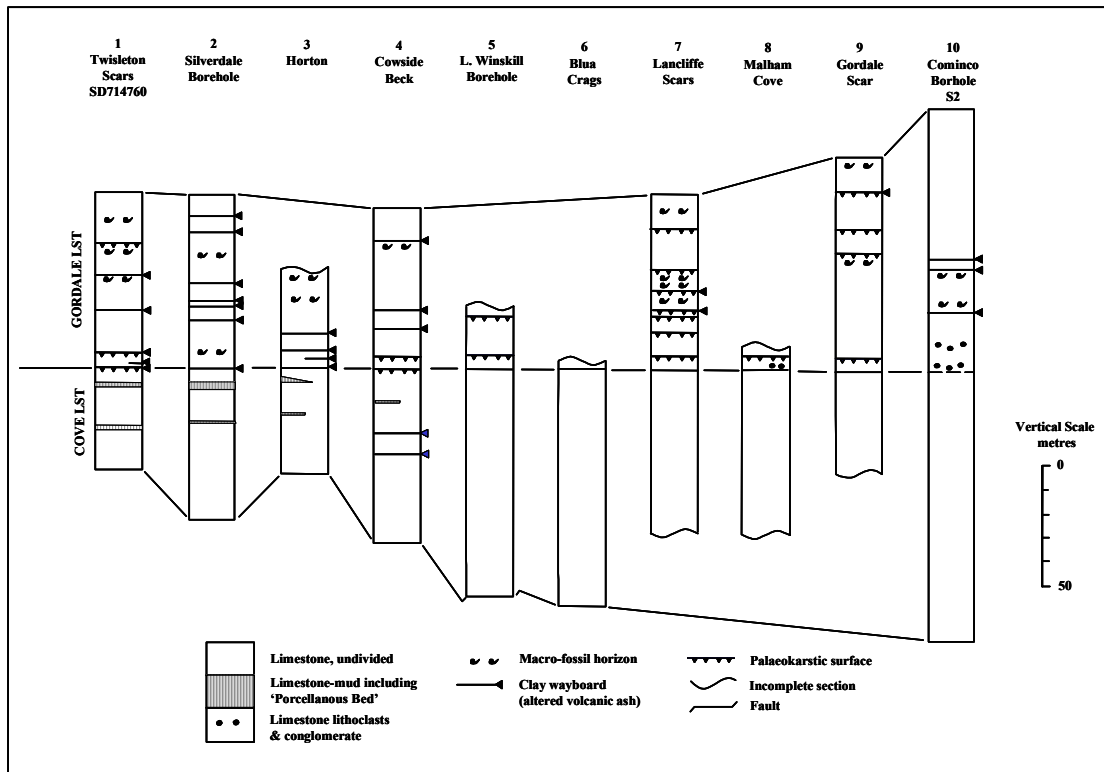 1
Twisleton
Scars
SD714760
2
Silverdale
Borehole
3
Horton
4
Cowside
Beck
5
L. Winskill
Borehole
6
Blua
Crags
7
Lancliffe
Scars
8
Malham
Cove
9
Gordale
Scar
10
Cominco
Borhole
S2
GORDALE LST
COVE LST
Vertical Scale
metres
0
50
Limestone, undivided
Limestone-mud including
‘Porcellanous Bed’
Limestone lithoclasts
& conglomerate
Macro-fossil horizon
Clay wayboard
(altered volcanic ash)
Palaeokarstic surface
Incomplete section
Fault